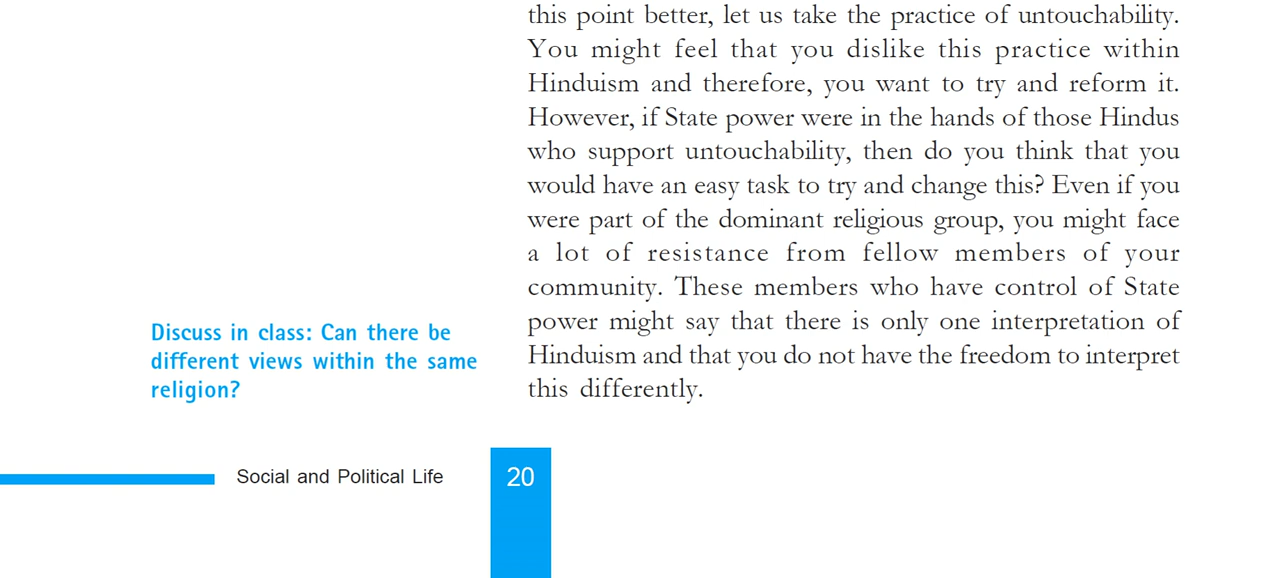 this point better, let us take the practice of untouchability.
You might feel that you dislike this practice within
Hinduism and therefore, you want to try and reform it.
However, if State power were in the hands of those Hindus
who support untouchability, then do you think that you
would have an easy task to try and change this? Even if you
were part of the dominant religious group, you might face
a lot of resistance from fellow members of your
community. These members who have control of State
power might say that there is only one interpretation of
Hinduism and that you do not have the freedom to interpret
this differently.
Discuss in class: Can there be
different views within the same
religion?
Social and Political Life
20